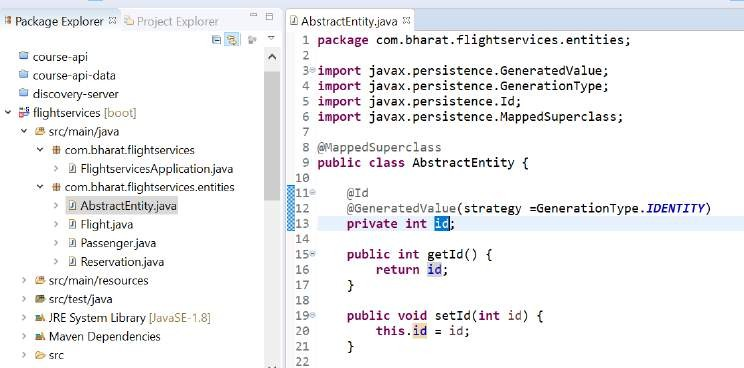 Package Explorer
Project Explorer
course-api
course-api-data
discovery-server
flightservices [boot]
src/main/java
com.bharat.flightservices
FlightservicesApplication.java
com.bharat.flightservices.entities
AbstractEntity.java
Flight.java
Passenger.java
Reservation.java
src/main/resources
src/test/java
JRE System Library [JavaSE-1.8]
Maven Dependencies
src
AbstractEntity.java
1 package com.bharat.flightservices.entities;
2
3 import javax.persistence.GeneratedValue;
4 import javax.persistence.GenerationType;
5 import javax.persistence.Id;
6 import javax.persistence.MappedSuperclass;
7
8 @MappedSuperclass
9 public class AbstractEntity {
10
11 @Id
12 @GeneratedValue(strategy =GenerationType.IDENTITY)
13 private int id;
14
15 public int getId() {
16 return id;
17 }
18
19 public void setId(int id) {
20 this.id = id;
21 }
22